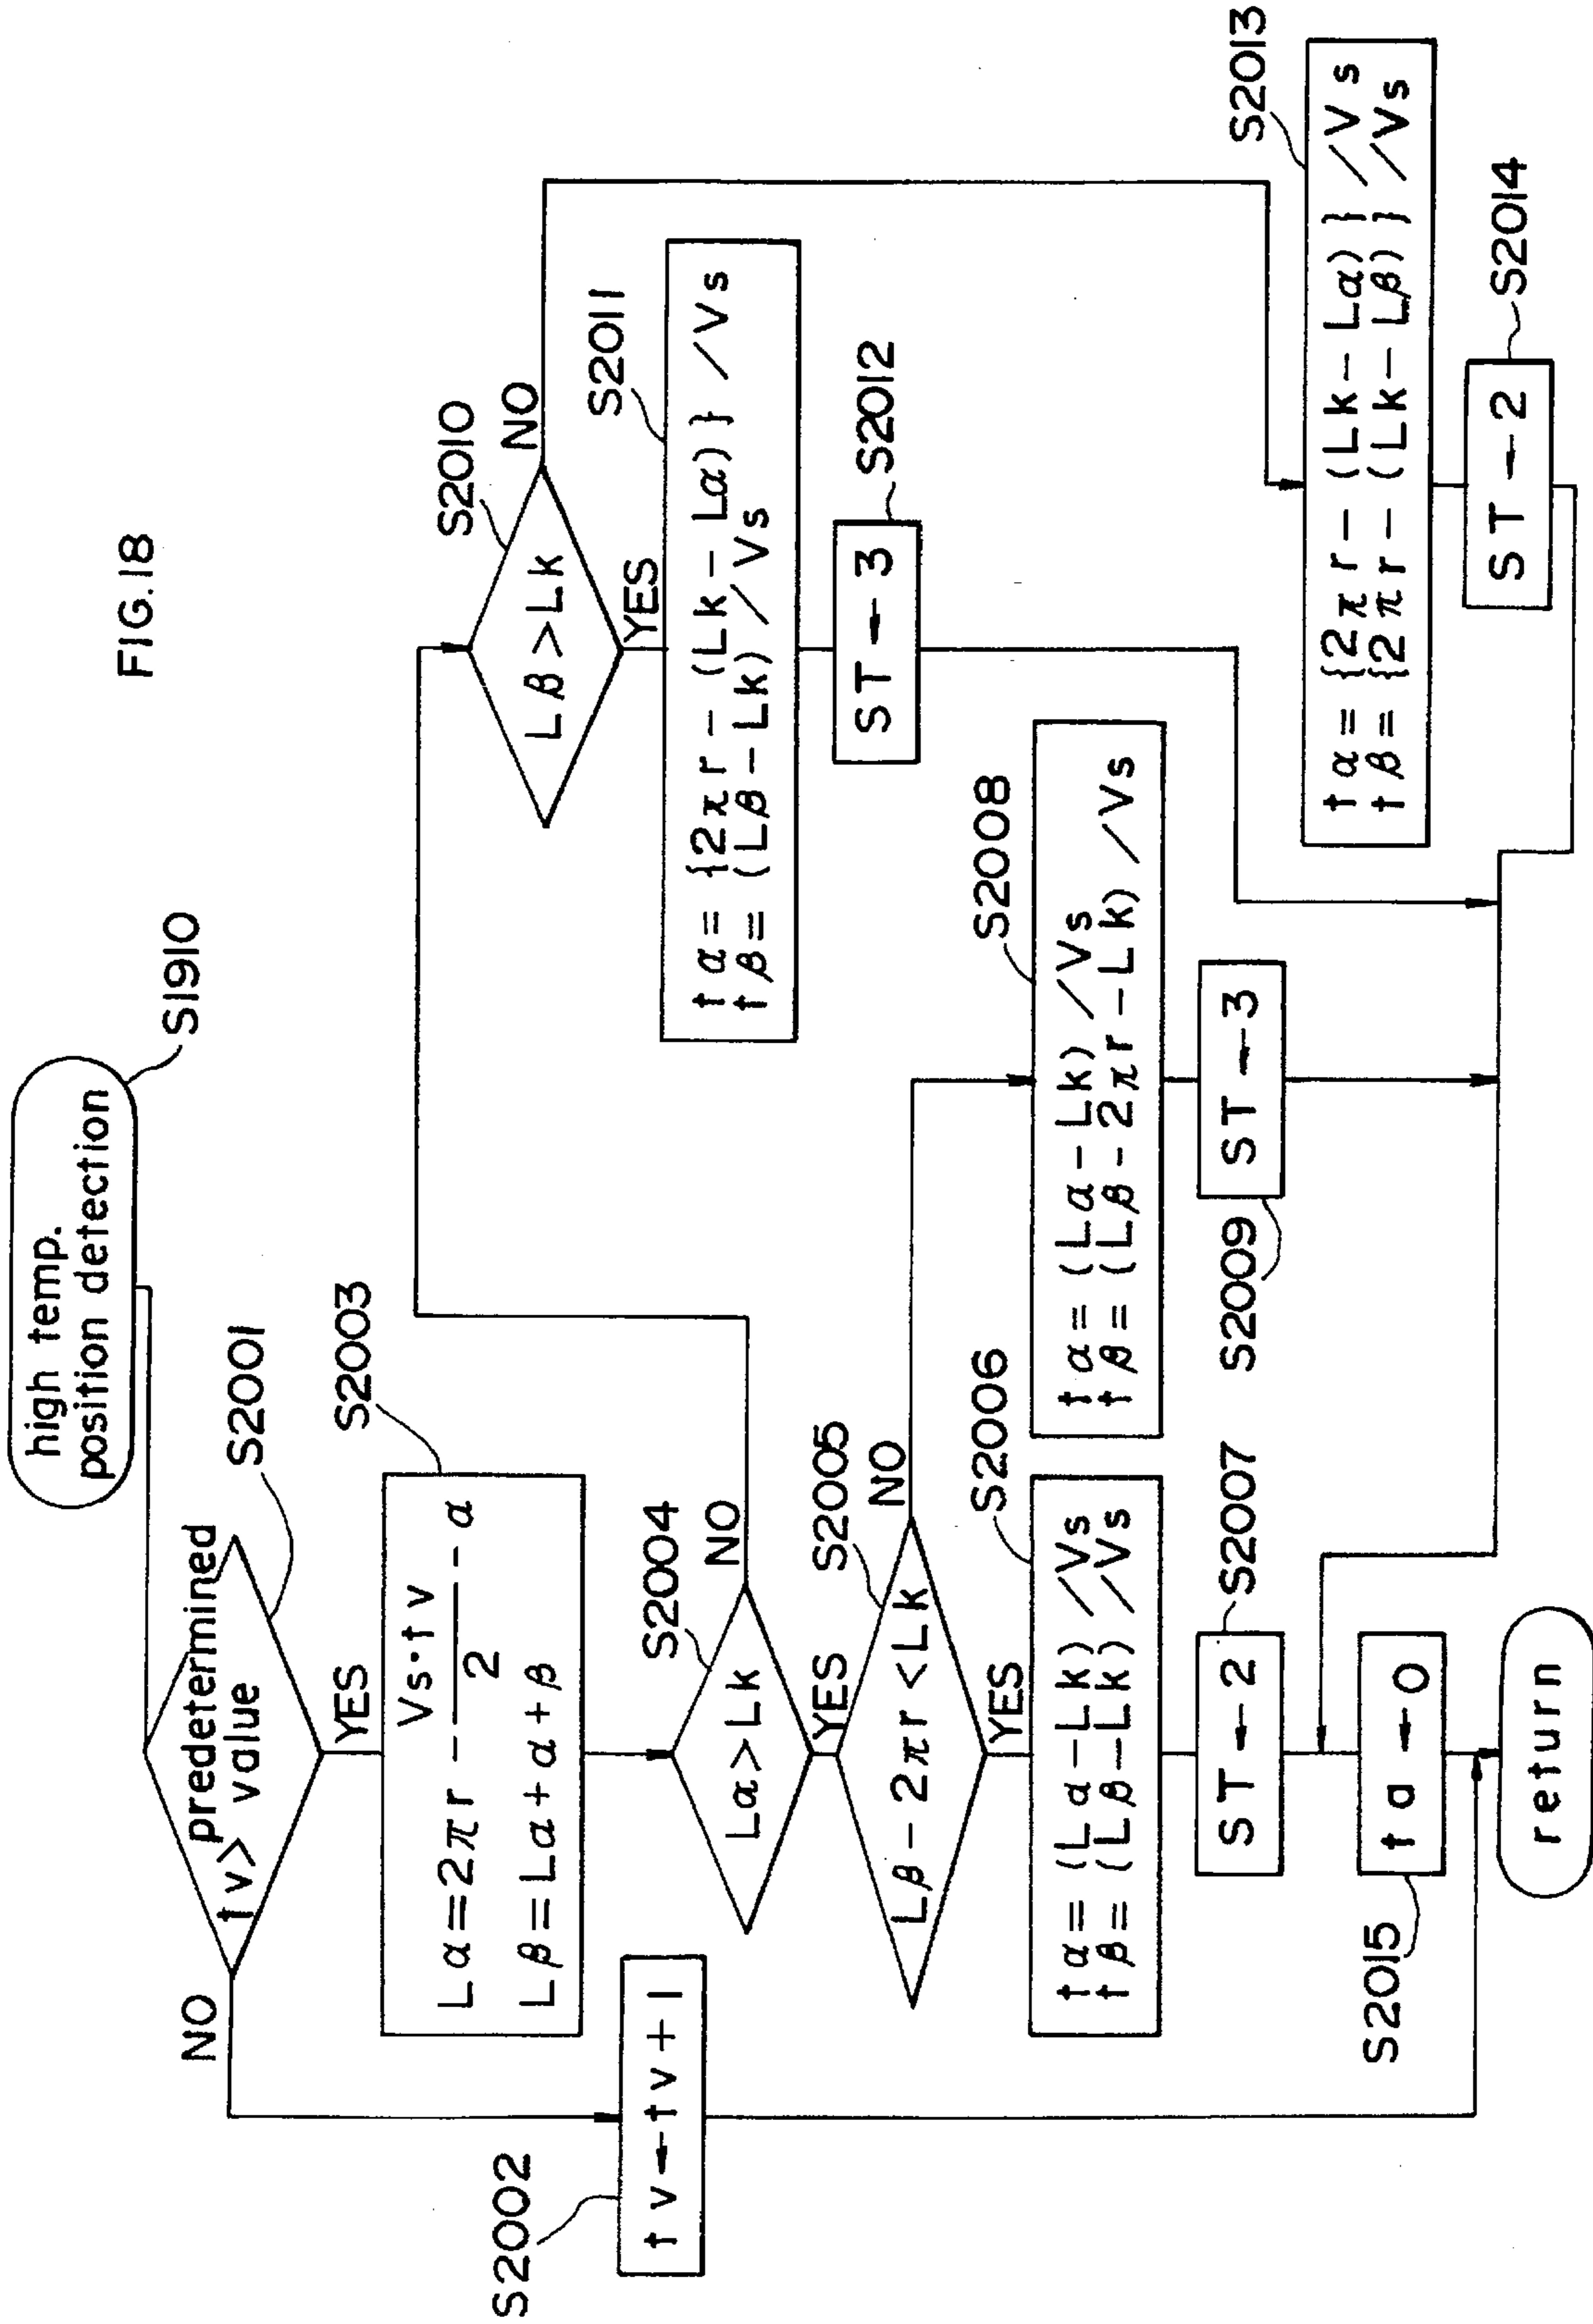 FIG.18
high temp.
position detection
S1910
tv> predetermined
value
S2001
NO
YES
S2002
tv←tv+1
S2003
Lα=2πr-Vs·tv/2-α
Lβ=Lα+α+β
S2004
Lα>Lk
NO
YES
S2005
Lβ-2πr<Lk
NO
YES
S2006
tα=(Lα-Lk)/Vs
tβ=(Lβ-Lk)/Vs
S2007
ST←2
S2008
tα=(Lα-Lk)/Vs
tβ=(Lβ-2πr-Lk)/Vs
S2009
ST←3
S2010
Lβ>Lk
NO
YES
S2011
tα={2πr-(Lk-Lα)}/Vs
tβ=(Lβ-Lk)/Vs
S2012
ST←3
S2013
tα={2πr-(Lk-Lα)}/Vs
tβ={2πr-(Lk-Lβ)}/Vs
S2014
ST←2
S2015
ta←0
return